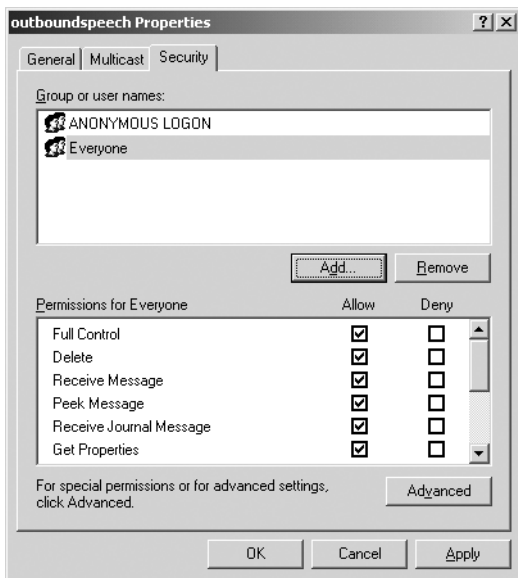 outboundspeech Properties
General Multicast Security
Group or user names:
ANONYMOUS LOGON
Everyone
Add... Remove
Permissions for Everyone Allow Deny
Full Control
Delete
Receive Message
Peek Message
Receive Journal Message
Get Properties
For special permissions or for advanced settings,
click Advanced.
Advanced
OK Cancel Apply